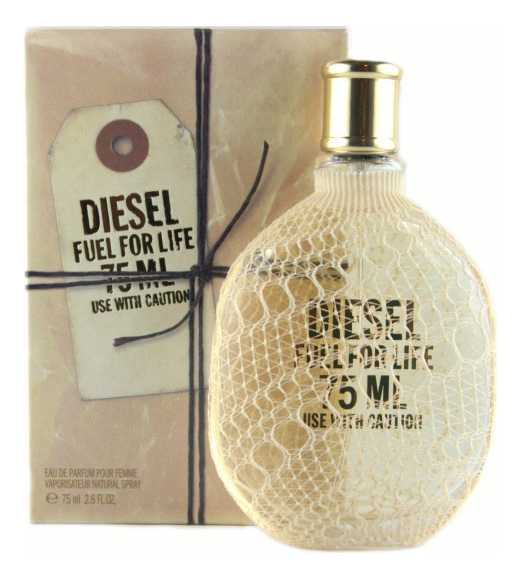 DIESEL
FUEL FOR LIFE
75 ML
USE WITH CAUTION
EAU DE PARFUM POUR FEMME
VAPORISATEUR NATURAL SPRAY
℮ 75 ml 2.6 FL.OZ.
DIESEL
FUEL FOR LIFE
75 ML
USE WITH CAUTION